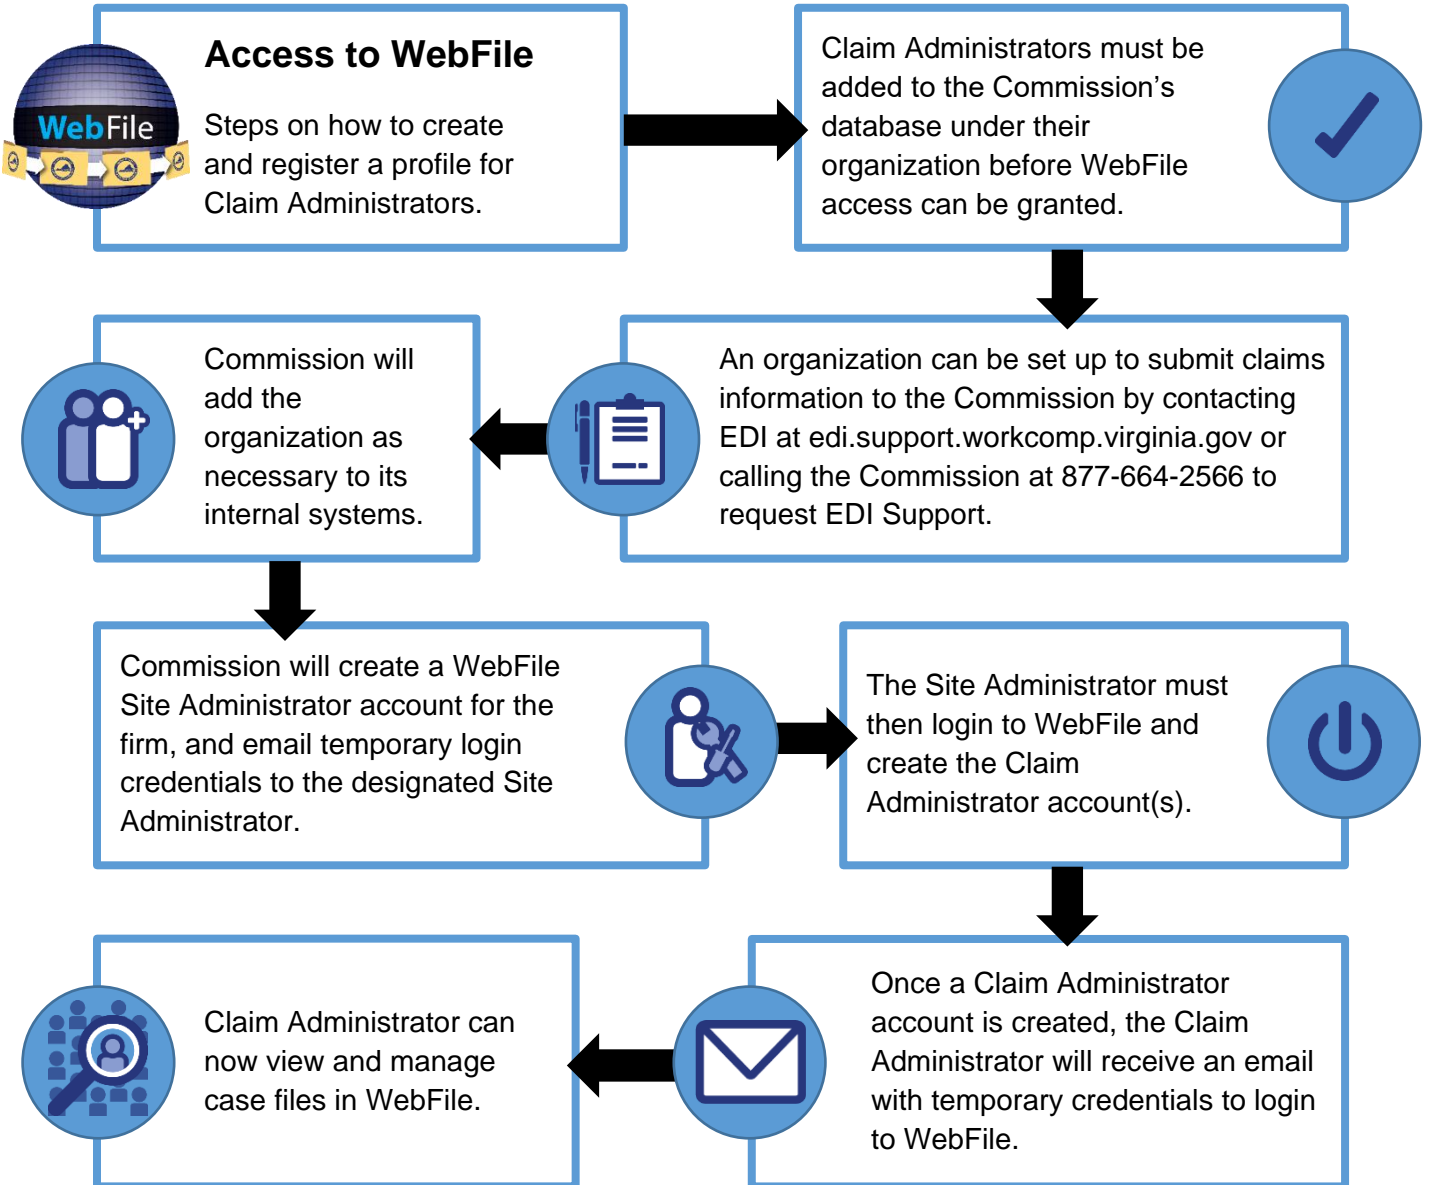 WebFile
Access to WebFile
Steps on how to create
and register a profile for
Claim Administrators.
Claim Administrators must be
added to the Commission’s
database under their
organization before WebFile
access can be granted.
An organization can be set up to submit claims
information to the Commission by contacting
EDI at edi.support.workcomp.virginia.gov or
calling the Commission at 877-664-2566 to
request EDI Support.
Commission will
add the
organization as
necessary to its
internal systems.
Commission will create a WebFile
Site Administrator account for the
firm, and email temporary login
credentials to the designated Site
Administrator.
The Site Administrator must
then login to WebFile and
create the Claim
Administrator account(s).
Once a Claim Administrator
account is created, the Claim
Administrator will receive an email
with temporary credentials to login
to WebFile.
Claim Administrator can
now view and manage
case files in WebFile.